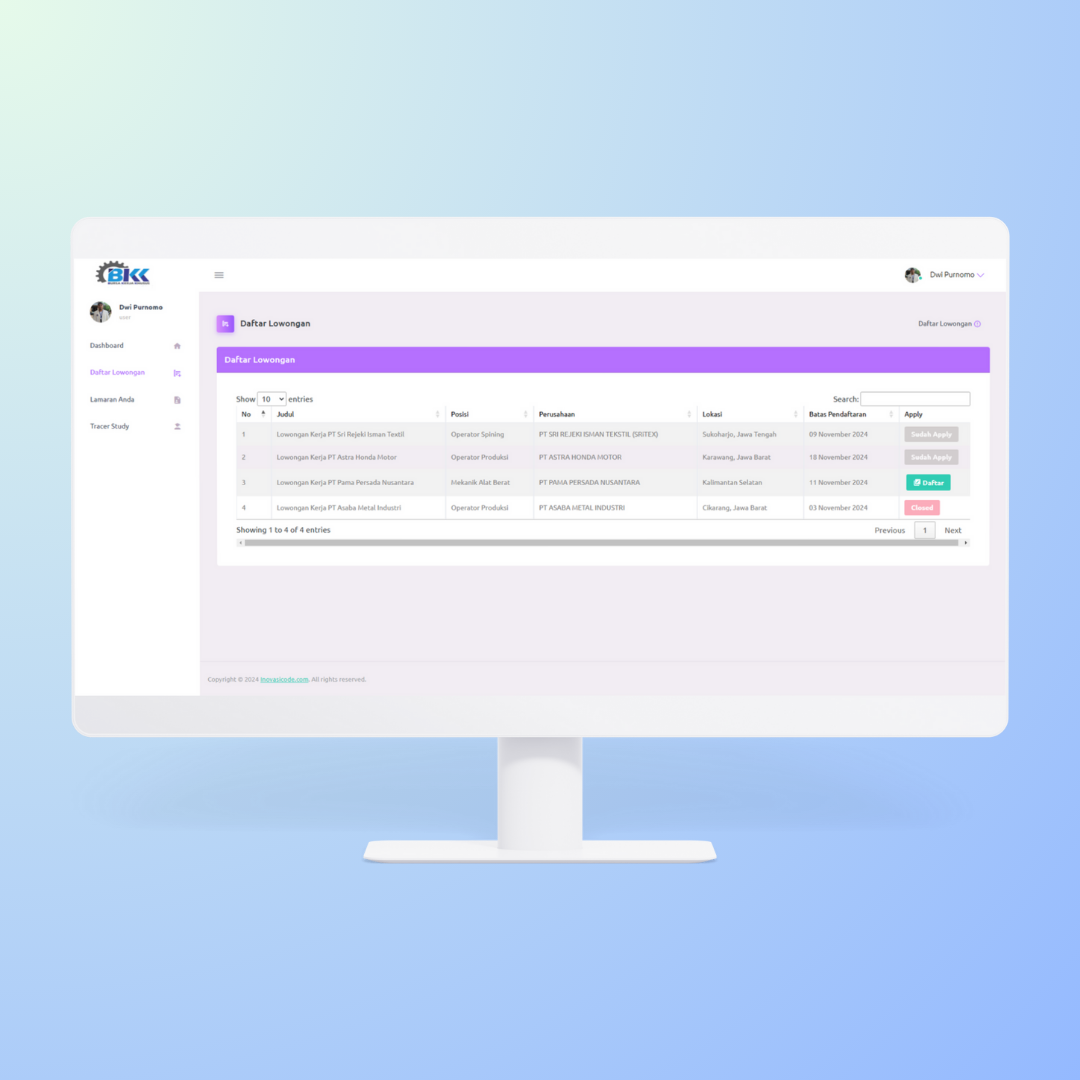 BKK
Dwi Purnomo
Dwi Purnomo
user
Dashboard
Daftar Lowongan
Lamaran Anda
Tracer Study
Daftar Lowongan
Daftar Lowongan
Daftar Lowongan
Show 10 entries
Search:
No Judul Posisi Perusahaan Lokasi Batas Pendaftaran Apply
1 Lowongan Kerja PT Sri Rejeki Isman Textil Operator Spining PT SRI REJEKI ISMAN TEKSTIL (SRITEX) Sukoharjo, Jawa Tengah 09 November 2024 Sudah Apply
2 Lowongan Kerja PT Astra Honda Motor Operator Produksi PT ASTRA HONDA MOTOR Karawang, Jawa Barat 18 November 2024 Sudah Apply
3 Lowongan Kerja PT Pama Persada Nusantara Mekanik Alat Berat PT PAMA PERSADA NUSANTARA Kalimantan Selatan 11 November 2024 Daftar
4 Lowongan Kerja PT Asaba Metal Industri Operator Produksi PT ASABA METAL INDUSTRI Cikarang, Jawa Barat 03 November 2024 Closed
Showing 1 to 4 of 4 entries
Previous 1 Next
Copyright © 2024 Inovasicode.com. All rights reserved.